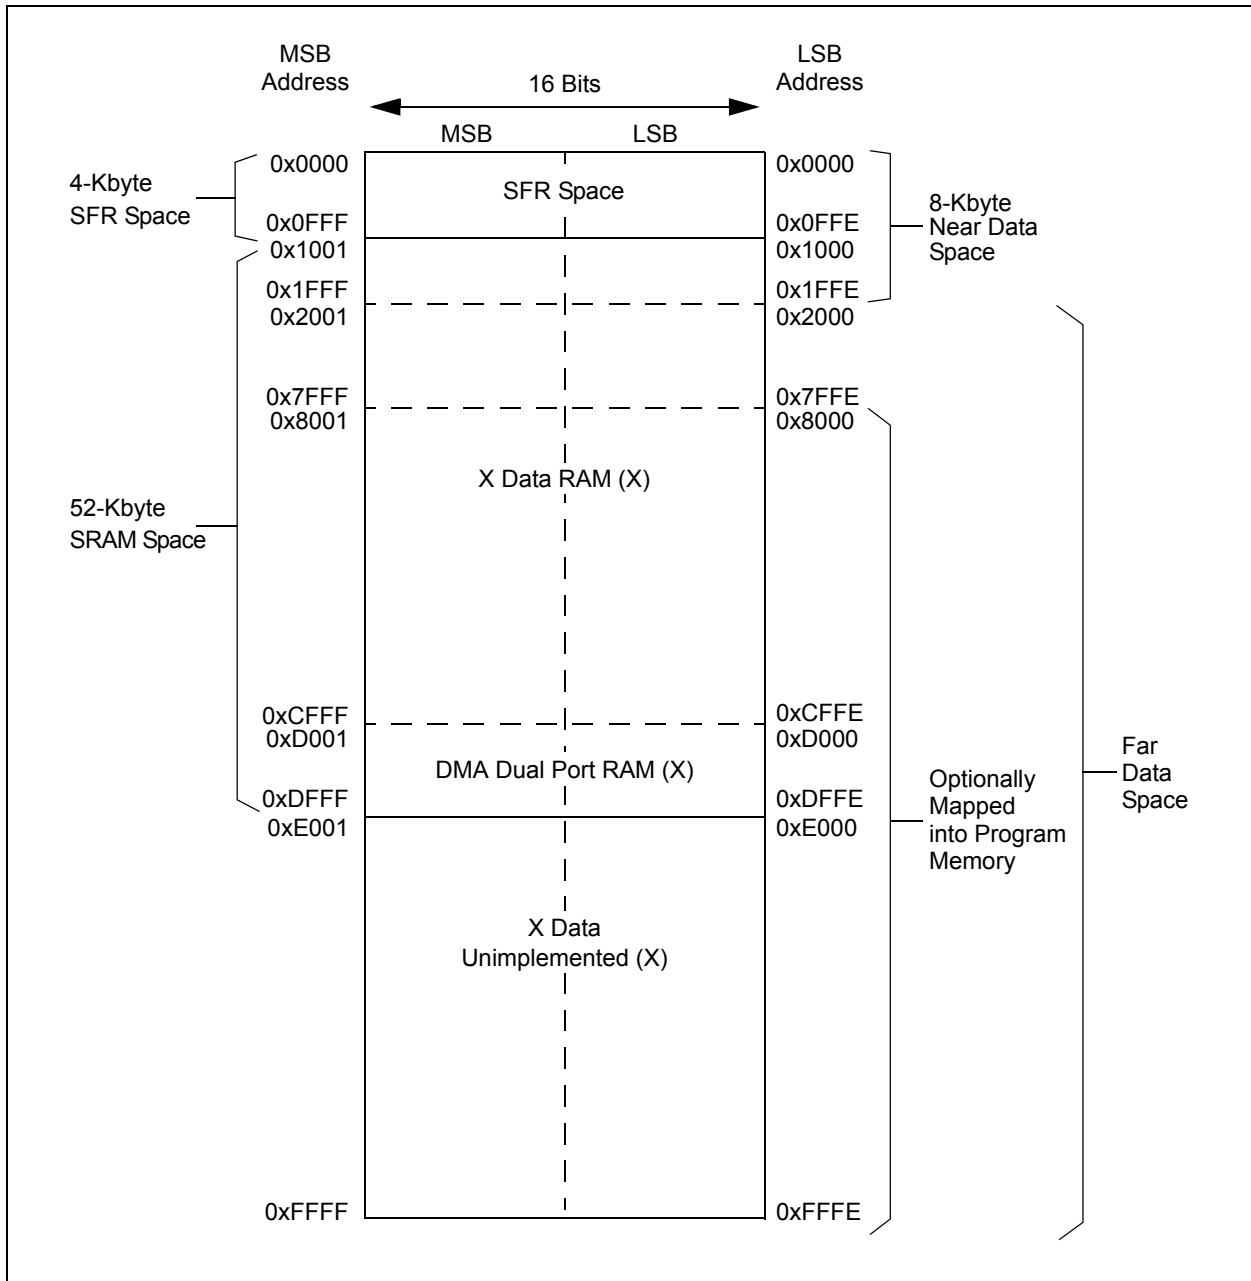 MSB
Address
LSB
Address
16 Bits
MSB
LSB
0x0000
0x0000
4-Kbyte
SFR Space
SFR Space
8-Kbyte
Near Data
Space
0x0FFF
0x0FFE
0x1001
0x1000
0x1FFF
0x1FFE
0x2001
0x2000
0x7FFF
0x7FFE
0x8001
0x8000
X Data RAM (X)
52-Kbyte
SRAM Space
0xCFFF
0xCFFE
0xD001
0xD000
DMA Dual Port RAM (X)
0xDFFF
0xDFFE
0xE001
0xE000
Optionally
Mapped
into Program
Memory
Far
Data
Space
X Data
Unimplemented (X)
0xFFFF
0xFFFE